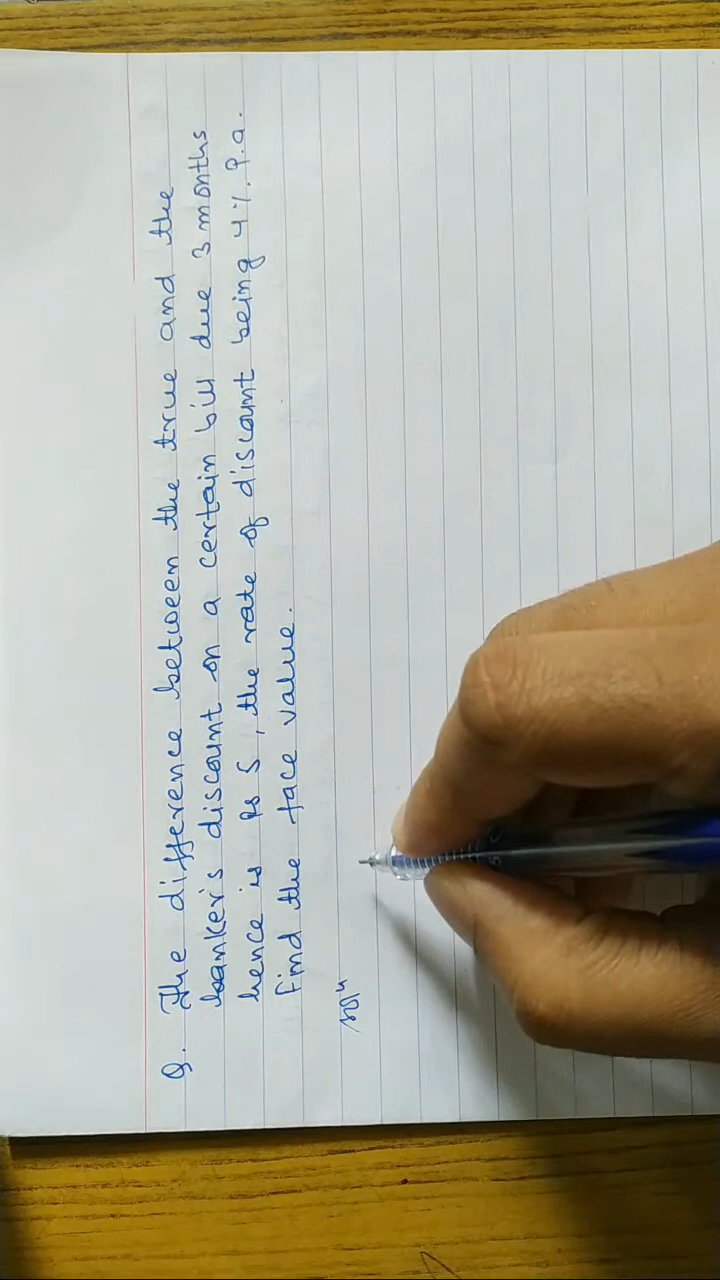 Q. The difference between the true and the
banker's discount on a certain bill due 3 months
hence is Rs 5, the rate of discount being 4%. P.a.
Find the face value.
Solⁿ